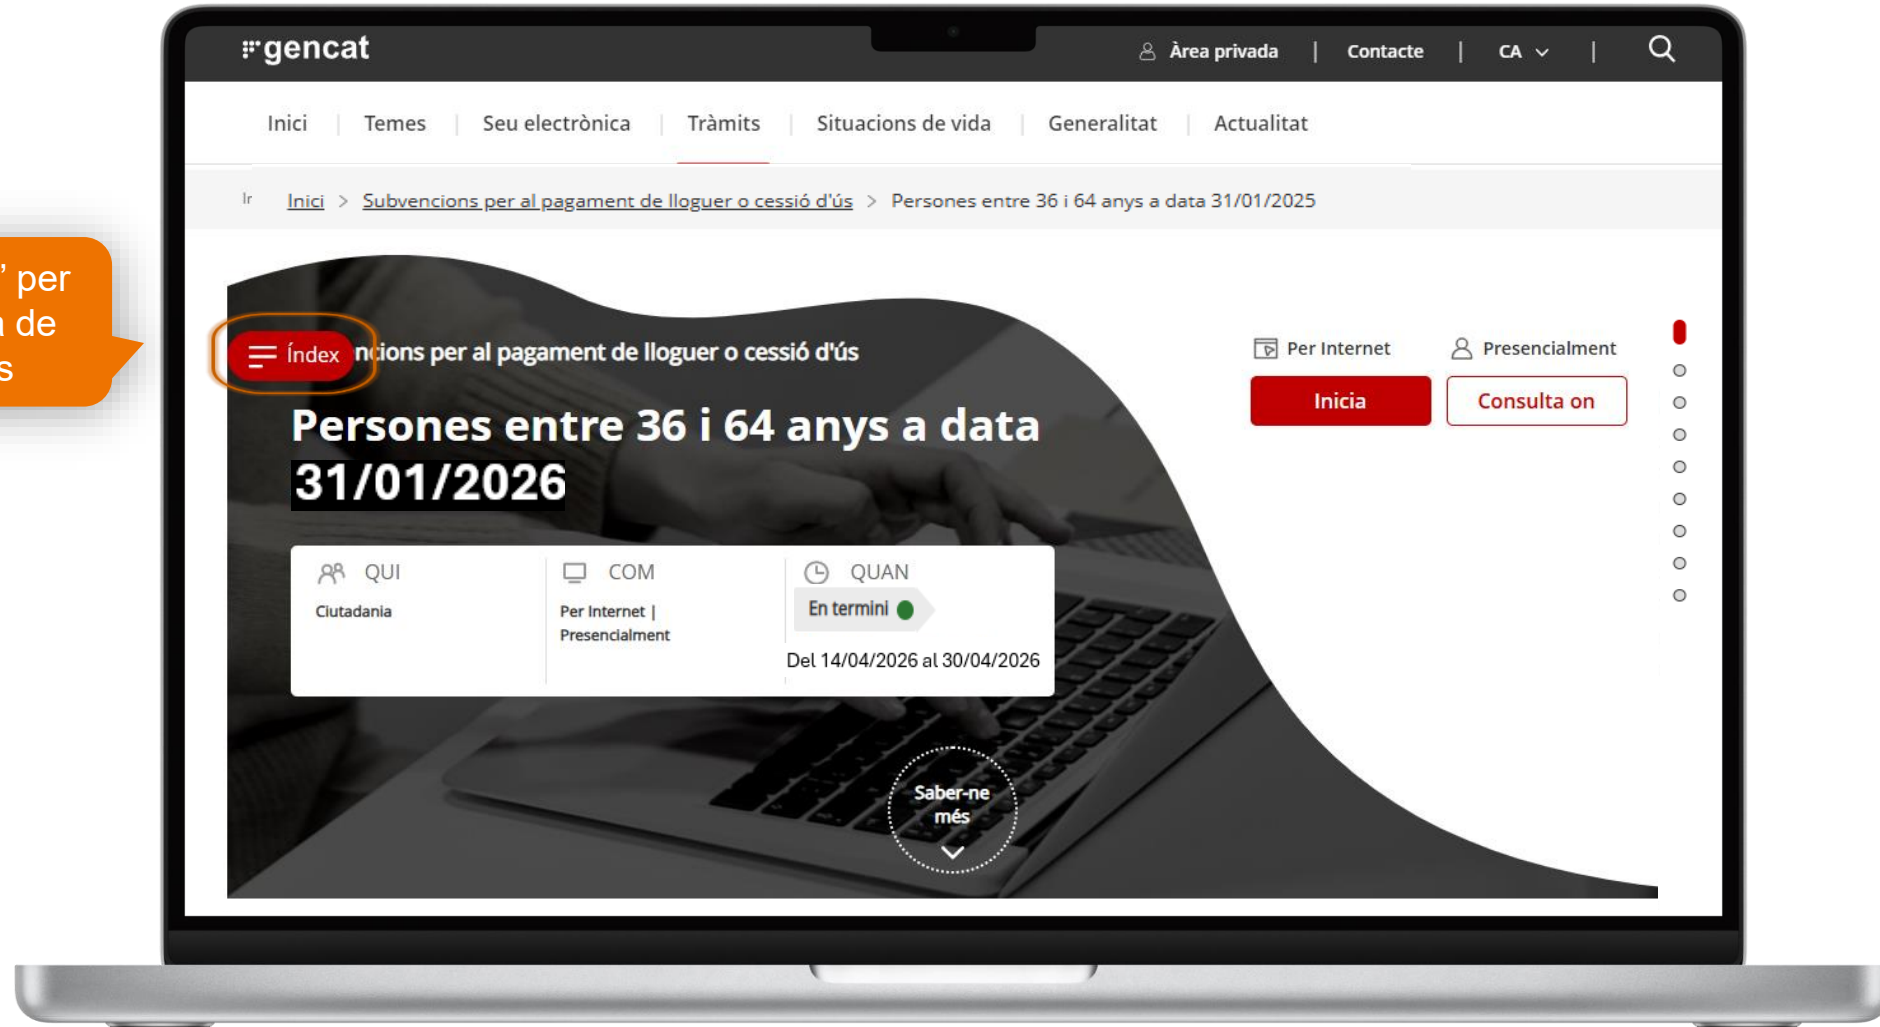 gencat
Àrea privada | Contacte | CA |
Inici | Temes | Seu electrònica | Tràmits | Situacions de vida | Generalitat | Actualitat
Inici > Subvencions per al pagament de lloguer o cessió d'ús > Persones entre 36 i 64 anys a data 31/01/2025
” per
de
Índex
ncions per al pagament de lloguer o cessió d'ús
Persones entre 36 i 64 anys a data
31/01/2026
Per Internet
Presencialment
Inicia
Consulta on
QUI
Ciutadania
COM
Per Internet |
Presencialment
QUAN
En termini
Del 14/04/2026 al 30/04/2026
Saber-ne
més